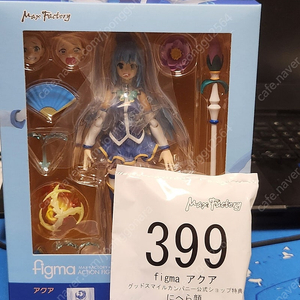 Max Factory
figma
アクア
Max Factory
399
figma アクア
グッドスマイルカンパニー公式ショップ特典
にへら顔